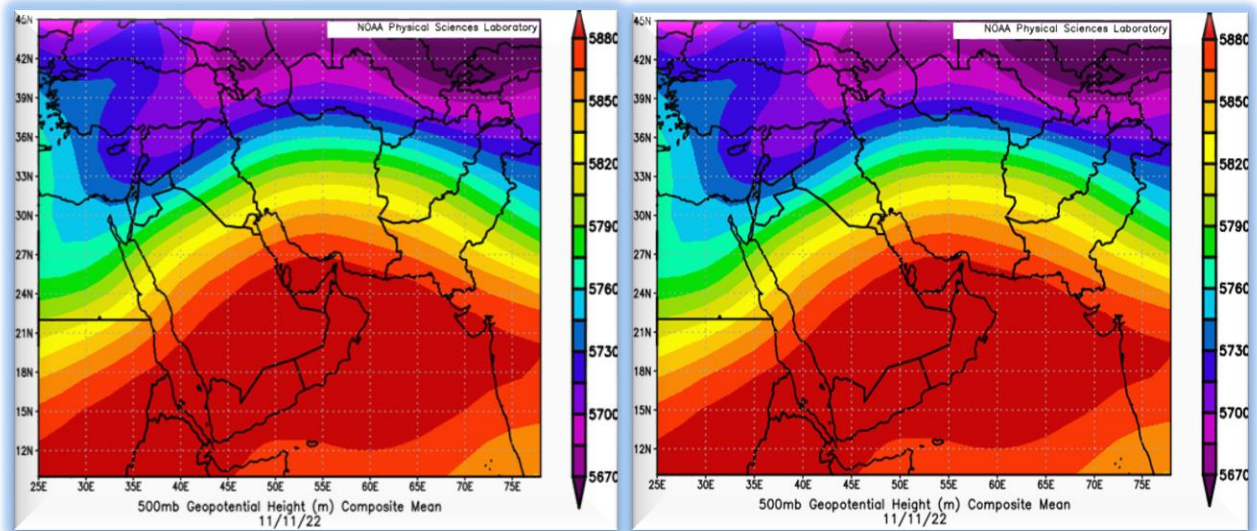 NOAA Physical Sciences Laboratory
45N
42N
39N
36N
33N
30N
27N
24N
21N
18N
15N
12N
25E 30E 35E 40E 45E 50E 55E 60E 65E 70E 75E
5880
5850
5820
5790
5760
5730
5700
5670
500mb Geopotential Height (m) Composite Mean
11/11/22
NOAA Physical Sciences Laboratory
45N
42N
39N
36N
33N
30N
27N
24N
21N
18N
15N
12N
25E 30E 35E 40E 45E 50E 55E 60E 65E 70E 75E
5880
5850
5820
5790
5760
5730
5700
5670
500mb Geopotential Height (m) Composite Mean
11/11/22